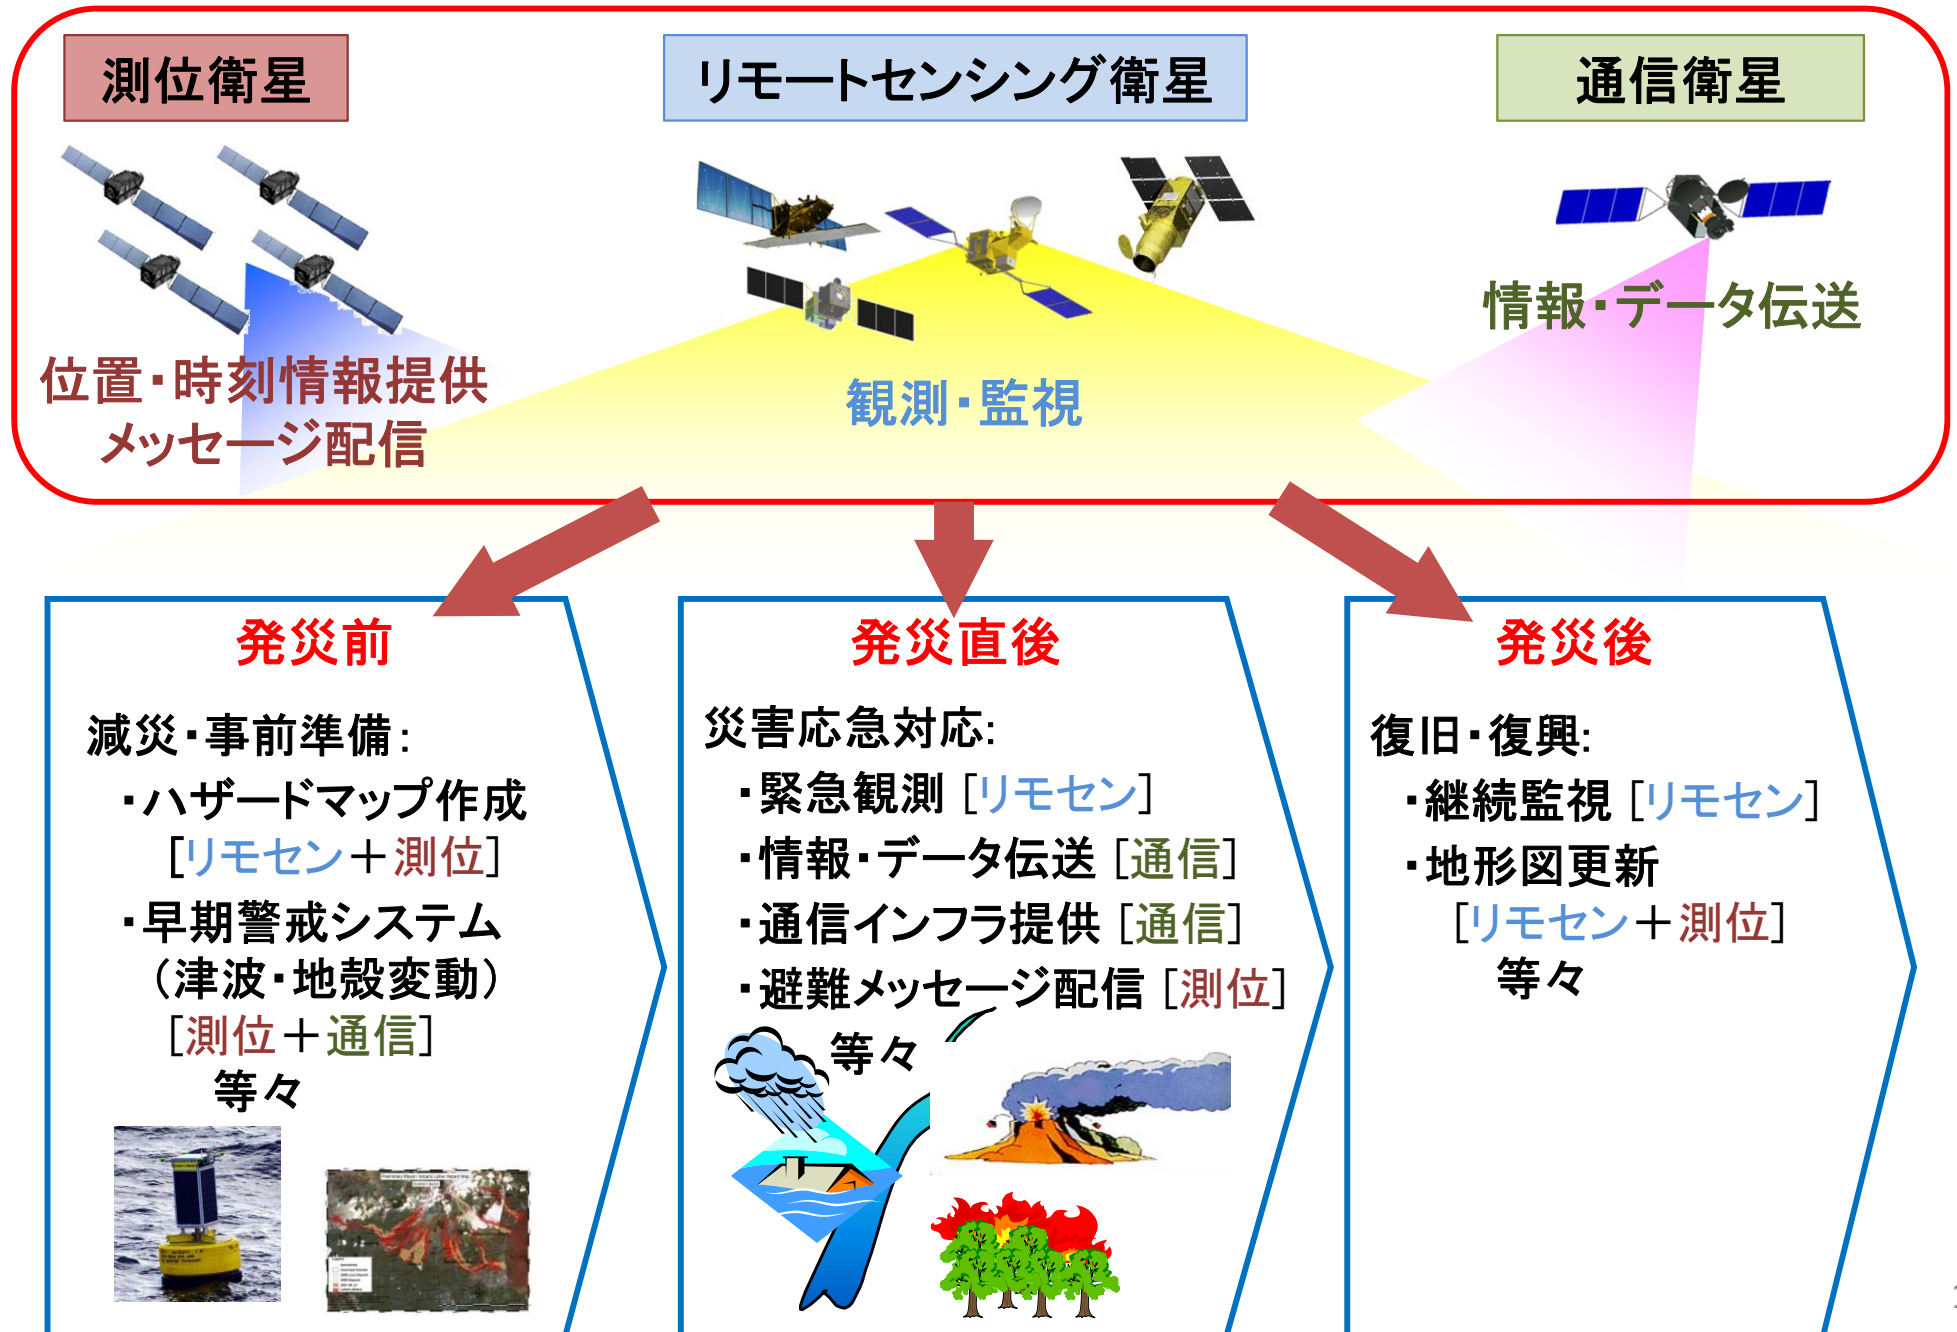 測位衛星
リモートセンシング衛星
通信衛星
位置・時刻情報提供
メッセージ配信
観測・監視
情報・データ伝送
発災前
減災・事前準備：
・ハザードマップ作成
[リモセン＋測位]
・早期警戒システム
（津波・地殻変動）
[測位＋通信]
等々
発災直後
災害応急対応:
・緊急観測 [リモセン]
・情報・データ伝送 [通信]
・通信インフラ提供 [通信]
・避難メッセージ配信 [測位]
等々
発災後
復旧・復興:
・継続監視 [リモセン]
・地形図更新
[リモセン＋測位]
等々